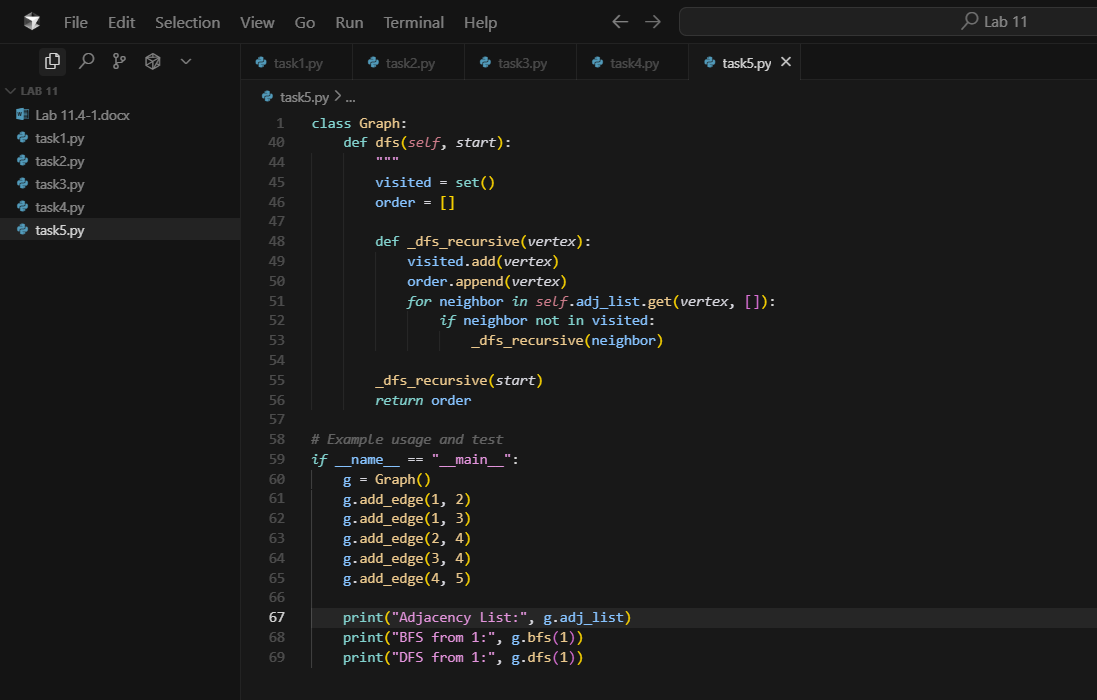 File Edit Selection View Go Run Terminal Help
Lab 11
task1.py task2.py task3.py task4.py task5.py
LAB 11
Lab 11.4-1.docx
task1.py
task2.py
task3.py
task4.py
task5.py
task5.py > ...
1 class Graph:
40     def dfs(self, start):
44         """
45         visited = set()
46         order = []
47
48         def _dfs_recursive(vertex):
49             visited.add(vertex)
50             order.append(vertex)
51             for neighbor in self.adj_list.get(vertex, []):
52                 if neighbor not in visited:
53                     _dfs_recursive(neighbor)
54
55         _dfs_recursive(start)
56         return order
57
58 # Example usage and test
59 if __name__ == "__main__":
60     g = Graph()
61     g.add_edge(1, 2)
62     g.add_edge(1, 3)
63     g.add_edge(2, 4)
64     g.add_edge(3, 4)
65     g.add_edge(4, 5)
66
67     print("Adjacency List:", g.adj_list)
68     print("BFS from 1:", g.bfs(1))
69     print("DFS from 1:", g.dfs(1))